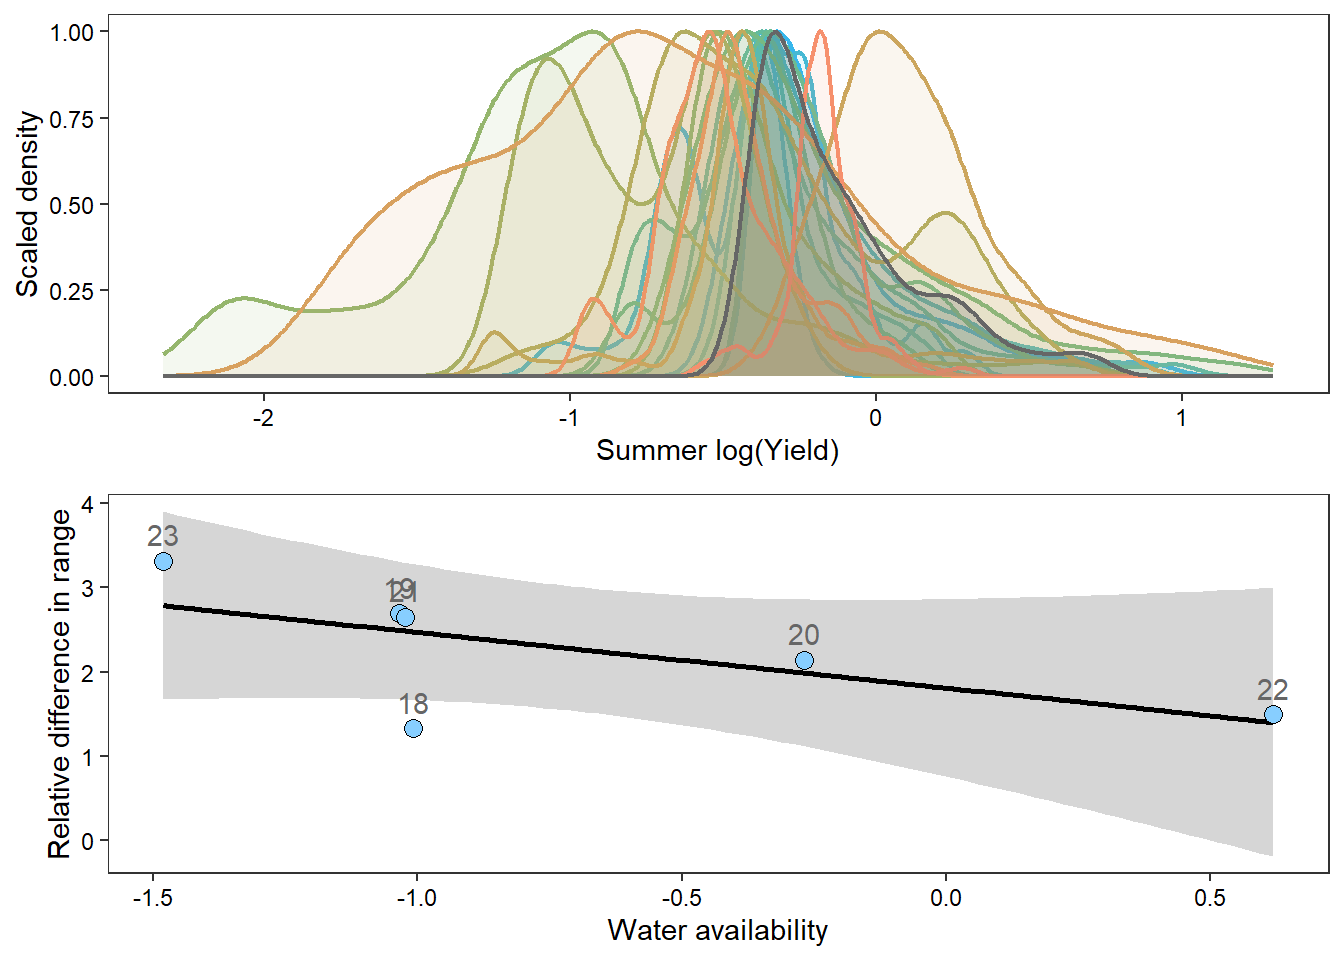 Scaled density
1.00
0.75
0.50
0.25
0.00
-2 -1 0 1
Summer log(Yield)
Relative difference in range
4
3
2
1
0
23
19
21
18
20
22
-1.5 -1.0 -0.5 0.0 0.5
Water availability